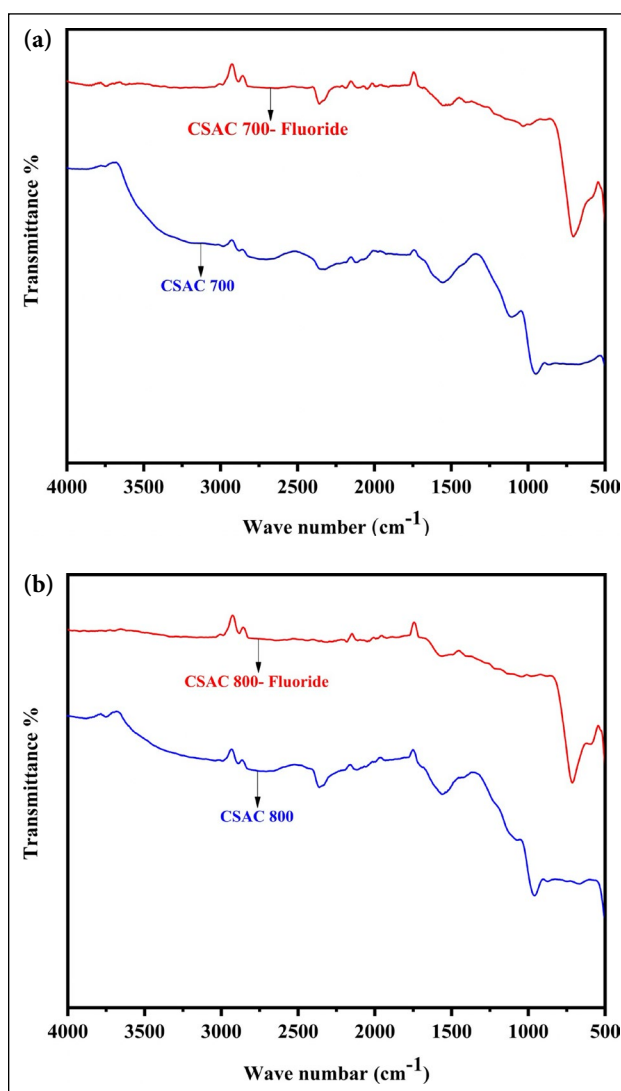 (a)
CSAC 700- Fluoride
CSAC 700
Transmittance %
4000 3500 3000 2500 2000 1500 1000 500
Wave number (cm-1)
(b)
CSAC 800- Fluoride
CSAC 800
Transmittance %
4000 3500 3000 2500 2000 1500 1000 500
Wave numbar (cm-1)